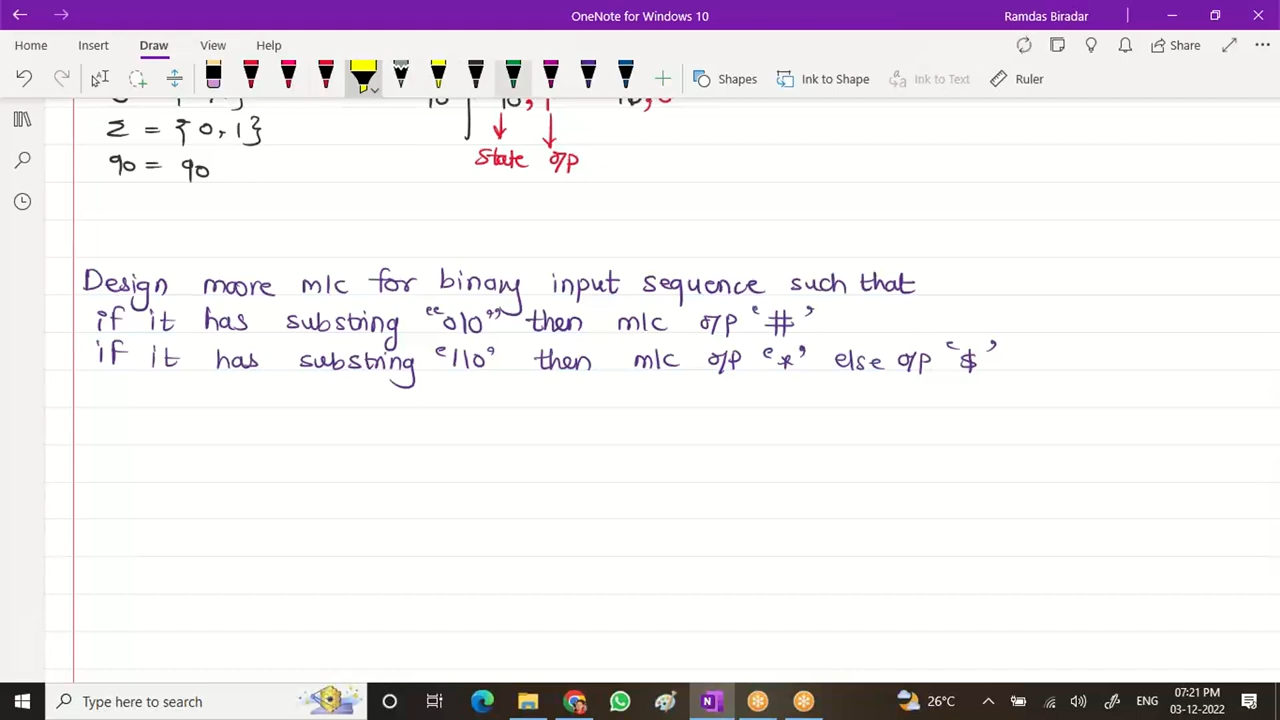 OneNote for Windows 10
Ramdas Biradar
Home Insert Draw View Help
Share
Shapes Ink to Shape Ink to Text Ruler
Σ = {0,1}
q0 = q0
State o/p
Design moore m/c for binary input sequence such that
if it has substring "010" then m/c o/p '#'
if it has substring '110' then m/c o/p '*' else o/p '$'
Type here to search
26°C
ENG
07:21 PM
03-12-2022